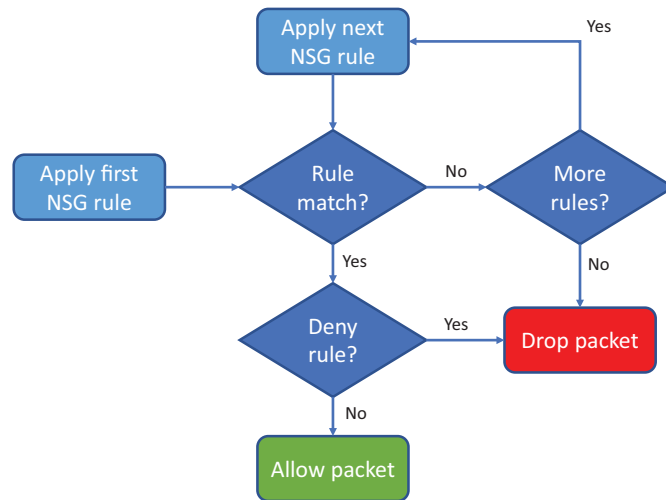 Apply next
NSG rule
Yes
Apply first
NSG rule
Rule
match?
No
More
rules?
Yes
No
Deny
rule?
Yes
Drop packet
No
Allow packet